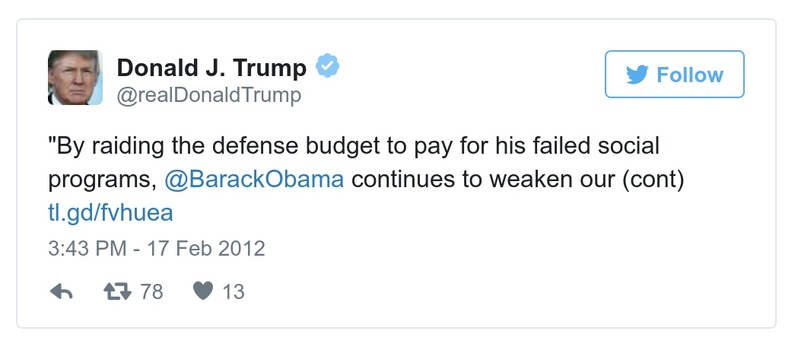 Donald J. Trump
@realDonaldTrump
Follow
"By raiding the defense budget to pay for his failed social
programs, @BarackObama continues to weaken our (cont)
tl.gd/fvhuea
3:43 PM - 17 Feb 2012
78 13